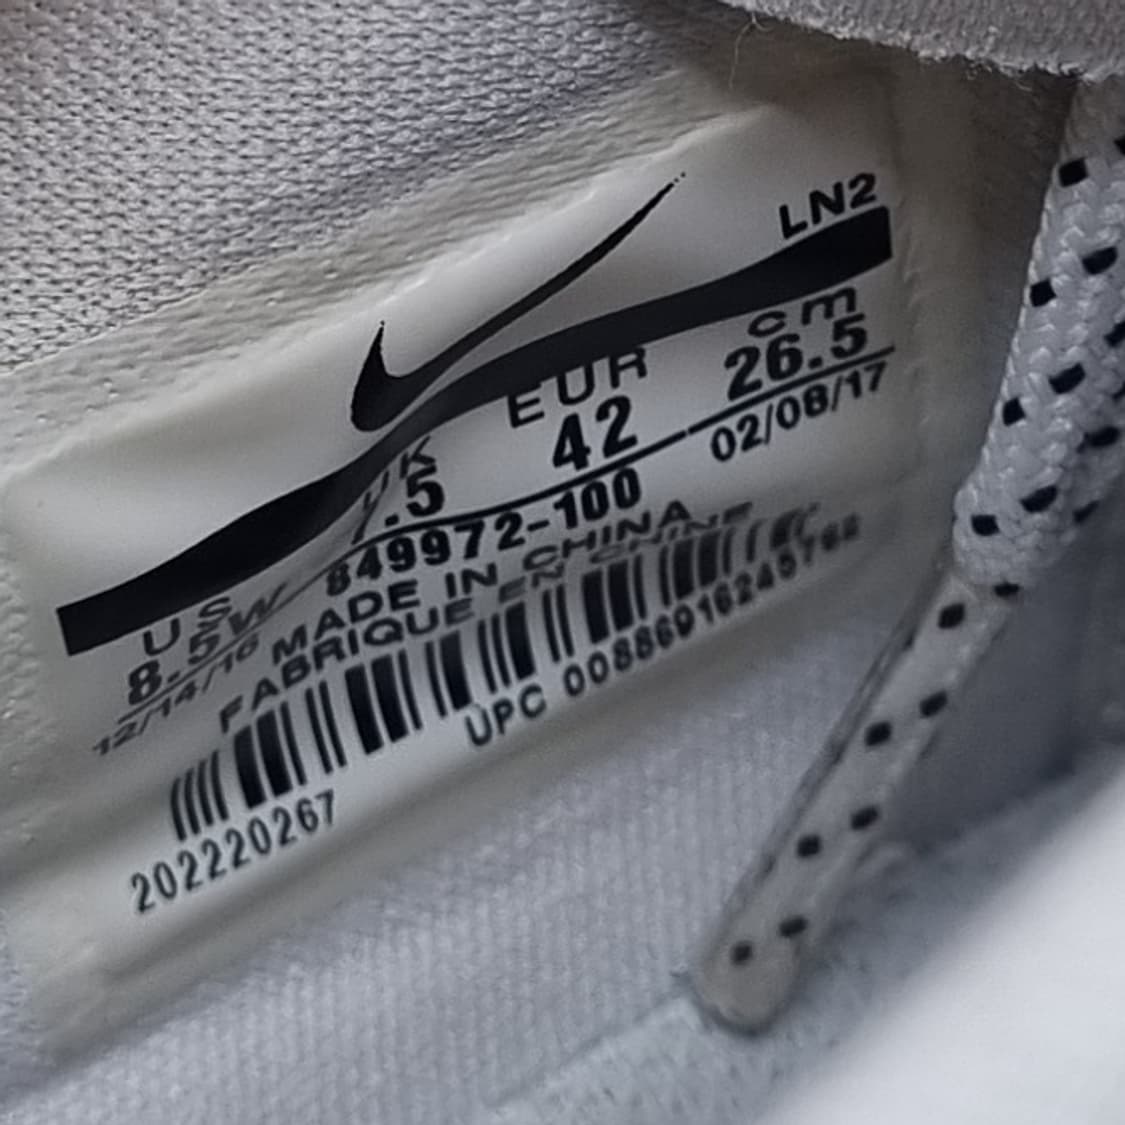 LN2
US UK EUR cm
8.5W 7.5 42 26.5
12/14/16 849972-100 02/08/17
MADE IN CHINA
FABRIQUE EN CHINE
UPC
202220267